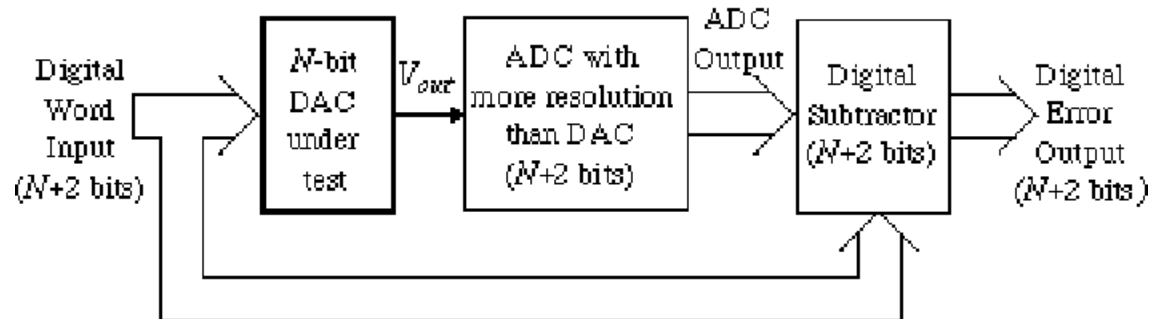 Digital
Word
Input
(N+2 bits)
N-bit
DAC
under
test
Vout
ADC with
more resolution
than DAC
(N+2 bits)
ADC
Output
Digital
Subtractor
(N+2 bits)
Digital
Error
Output
(N+2 bits)